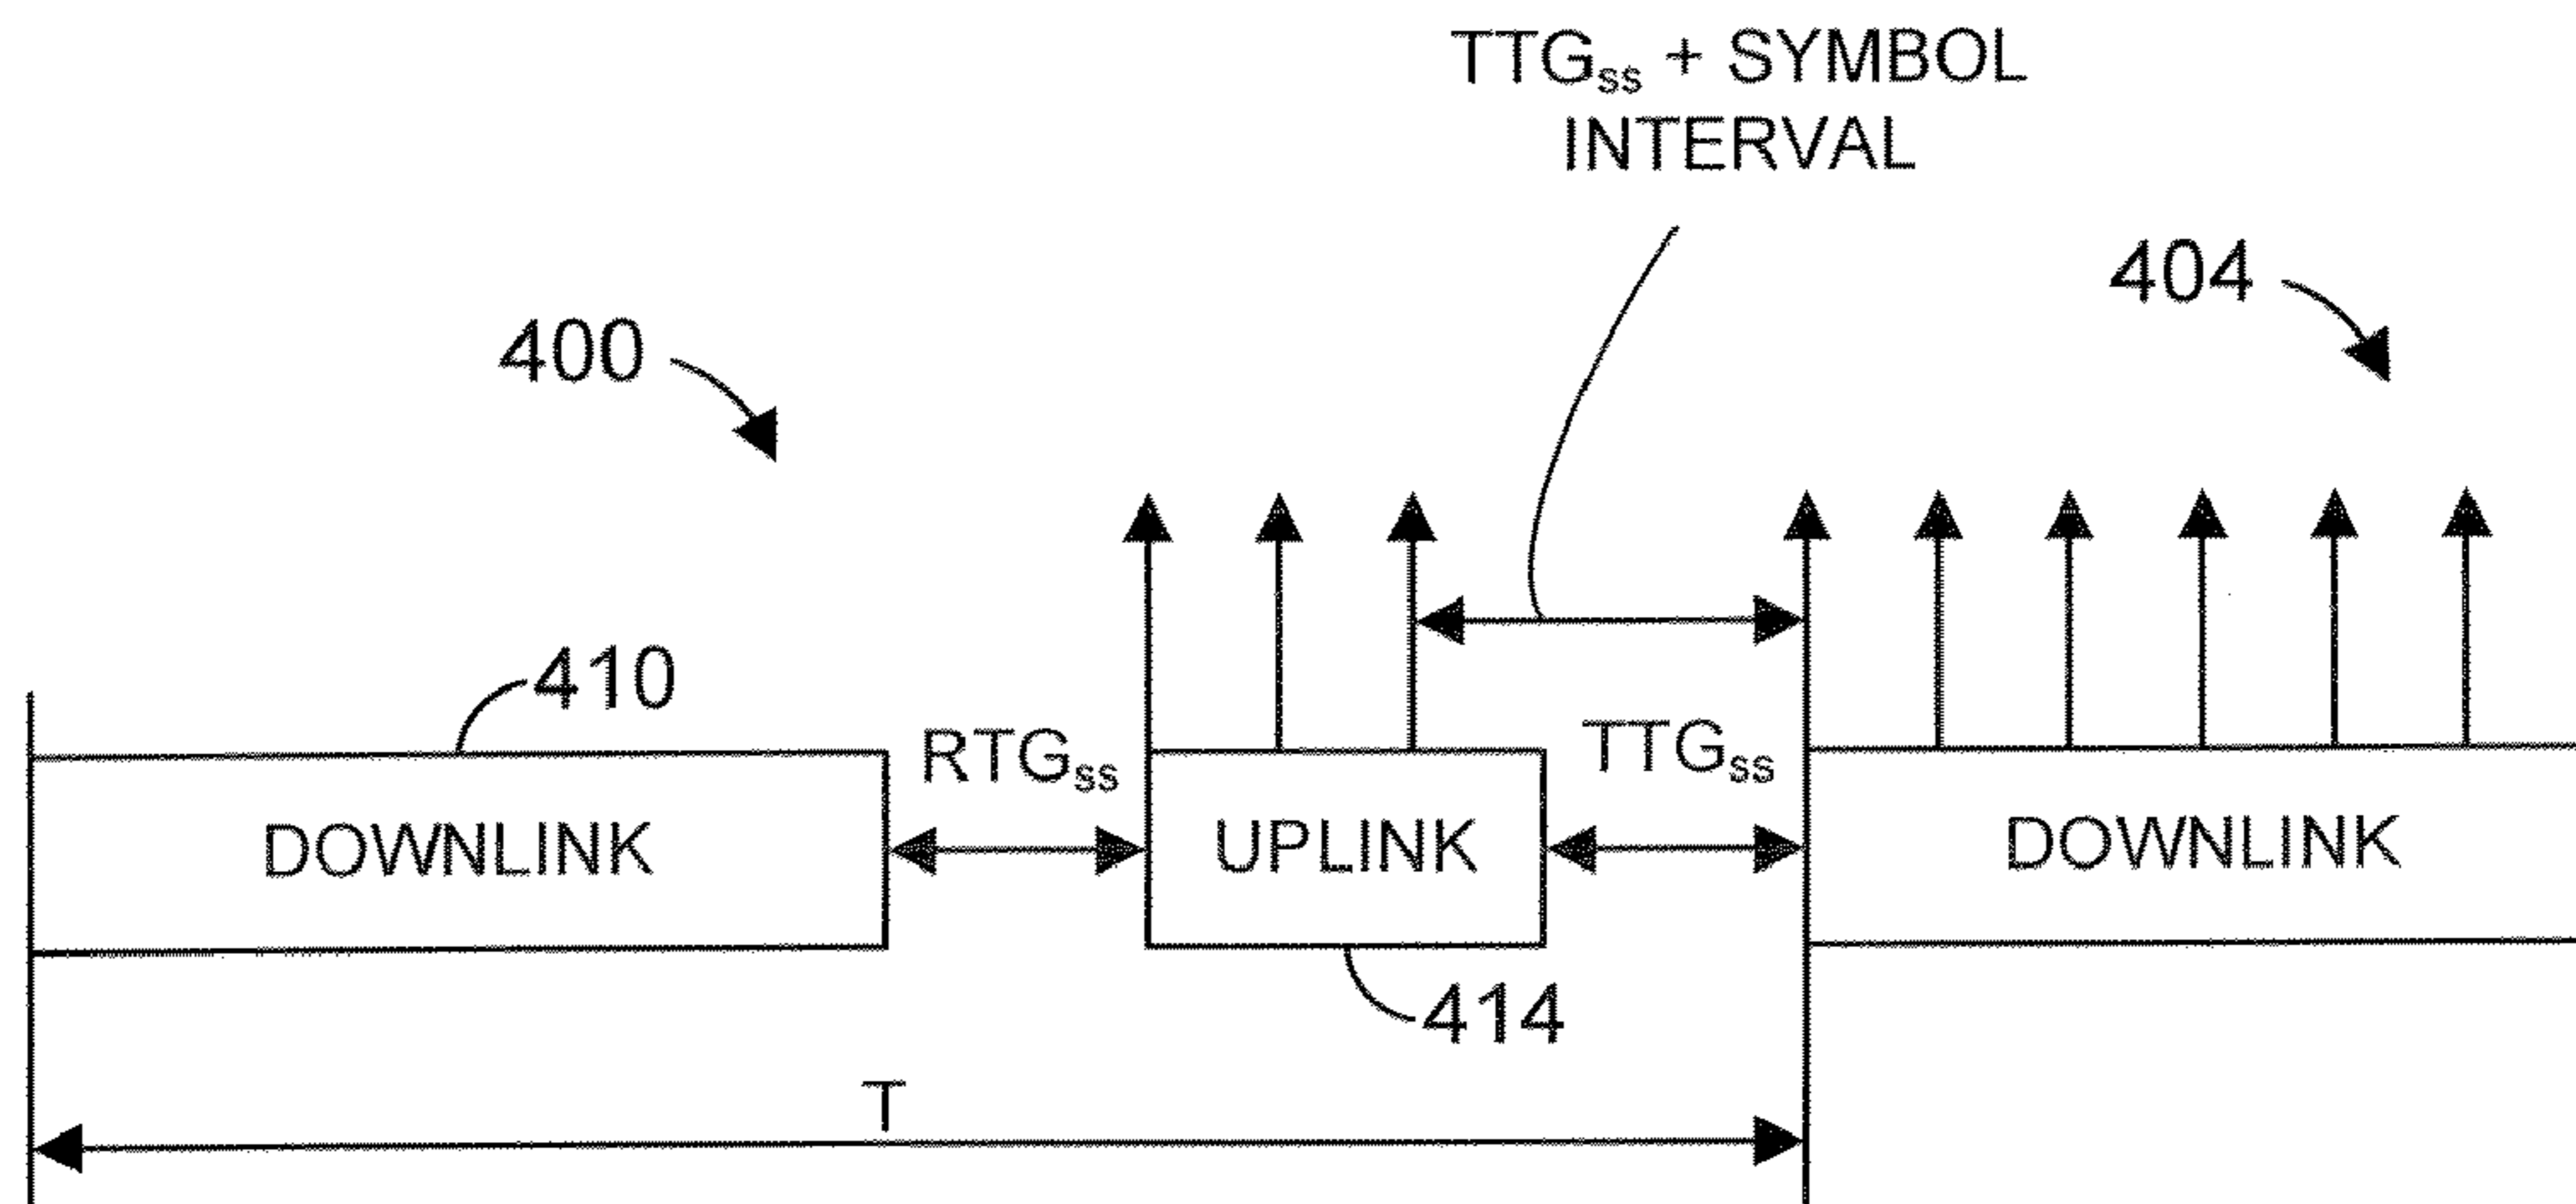 TTGss + SYMBOL
INTERVAL
404
400
410
RTGss
TTGss
DOWNLINK
UPLINK
DOWNLINK
414
T